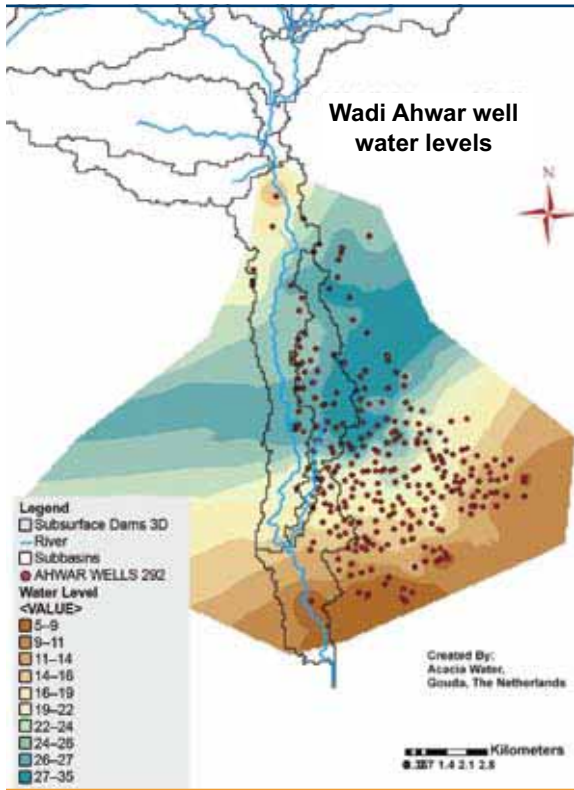 Wadi Ahwar well
water levels
N
Legend
Subsurface Dams 3D
River
Subbasins
AHWAR WELLS 292
Water Level
<VALUE>
5–9
9–11
11–14
14–16
16–19
19–22
22–24
24–26
26–27
27–35
Created By:
Acacia Water,
Gouda, The Netherlands
Kilometers
1.4 2.1 2.8